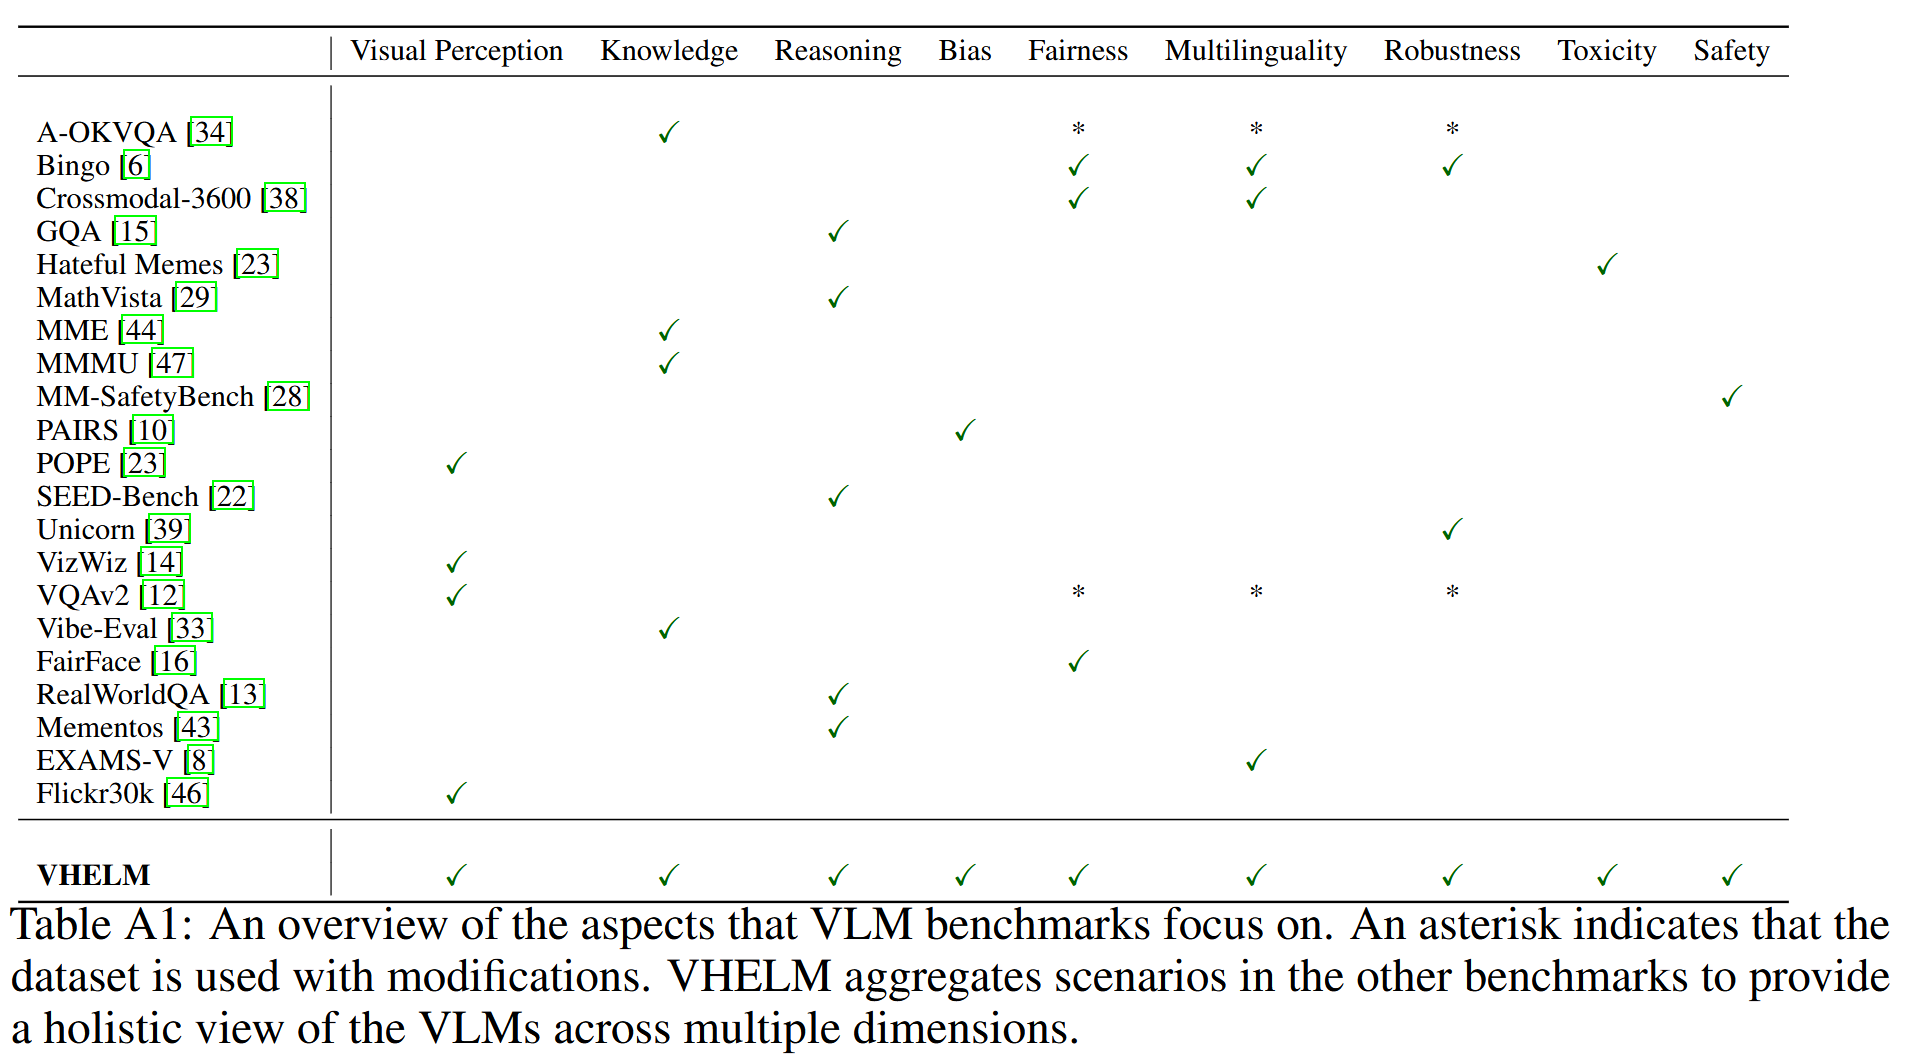 Visual Perception Knowledge Reasoning Bias Fairness Multilinguality Robustness Toxicity Safety
A-OKVQA [34] ✓ * * *
Bingo [6] ✓ ✓ ✓
Crossmodal-3600 [38] ✓ ✓
GQA [15] ✓
Hateful Memes [23] ✓
MathVista [29] ✓
MME [44] ✓
MMMU [47] ✓
MM-SafetyBench [28] ✓
PAIRS [10] ✓
POPE [23] ✓
SEED-Bench [22] ✓
Unicorn [39] ✓
VizWiz [14] ✓
VQAv2 [12] ✓ * * *
Vibe-Eval [33] ✓
FairFace [16] ✓
RealWorldQA [13] ✓
Mementos [43] ✓
EXAMS-V [8] ✓
Flickr30k [46] ✓
VHELM ✓ ✓ ✓ ✓ ✓ ✓ ✓ ✓ ✓
Table A1: An overview of the aspects that VLM benchmarks focus on. An asterisk indicates that the
dataset is used with modifications. VHELM aggregates scenarios in the other benchmarks to provide
a holistic view of the VLMs across multiple dimensions.